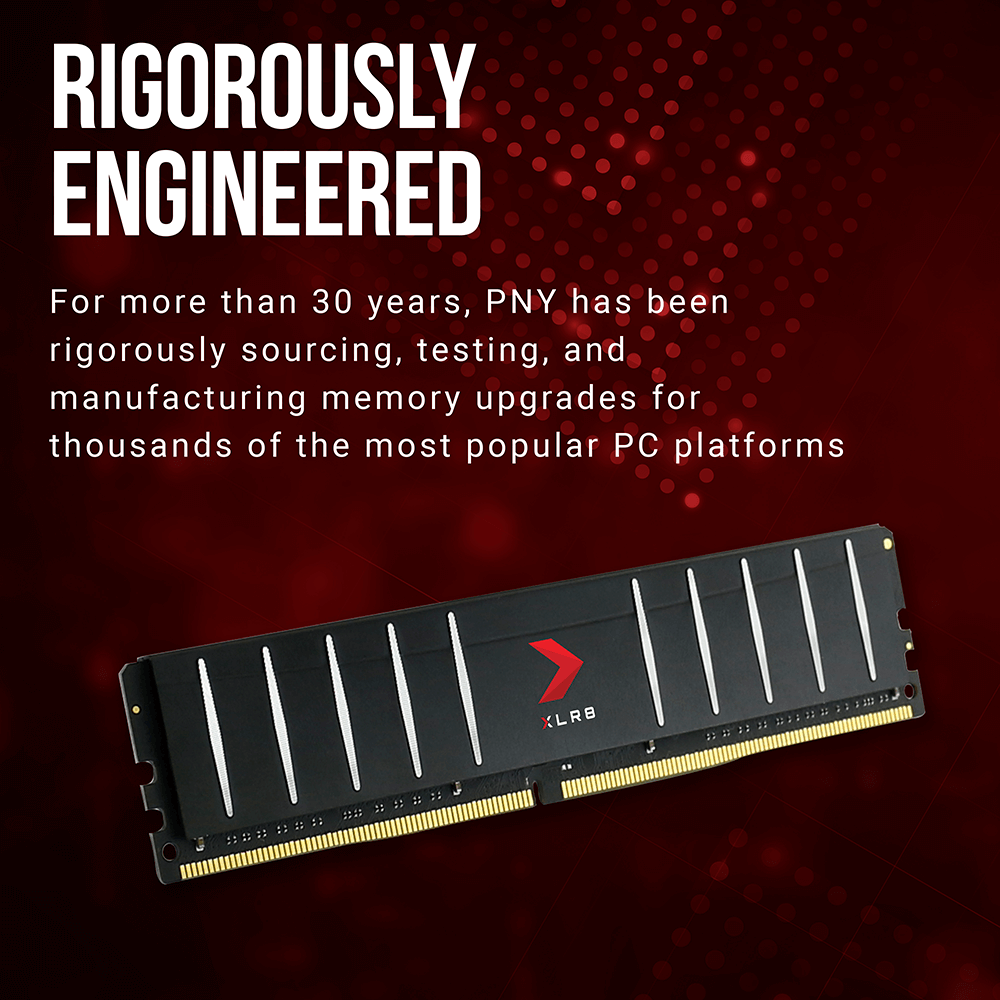 RIGOROUSLY
ENGINEERED
For more than 30 years, PNY has been
rigorously sourcing, testing, and
manufacturing memory upgrades for
thousands of the most popular PC platforms
XLR8